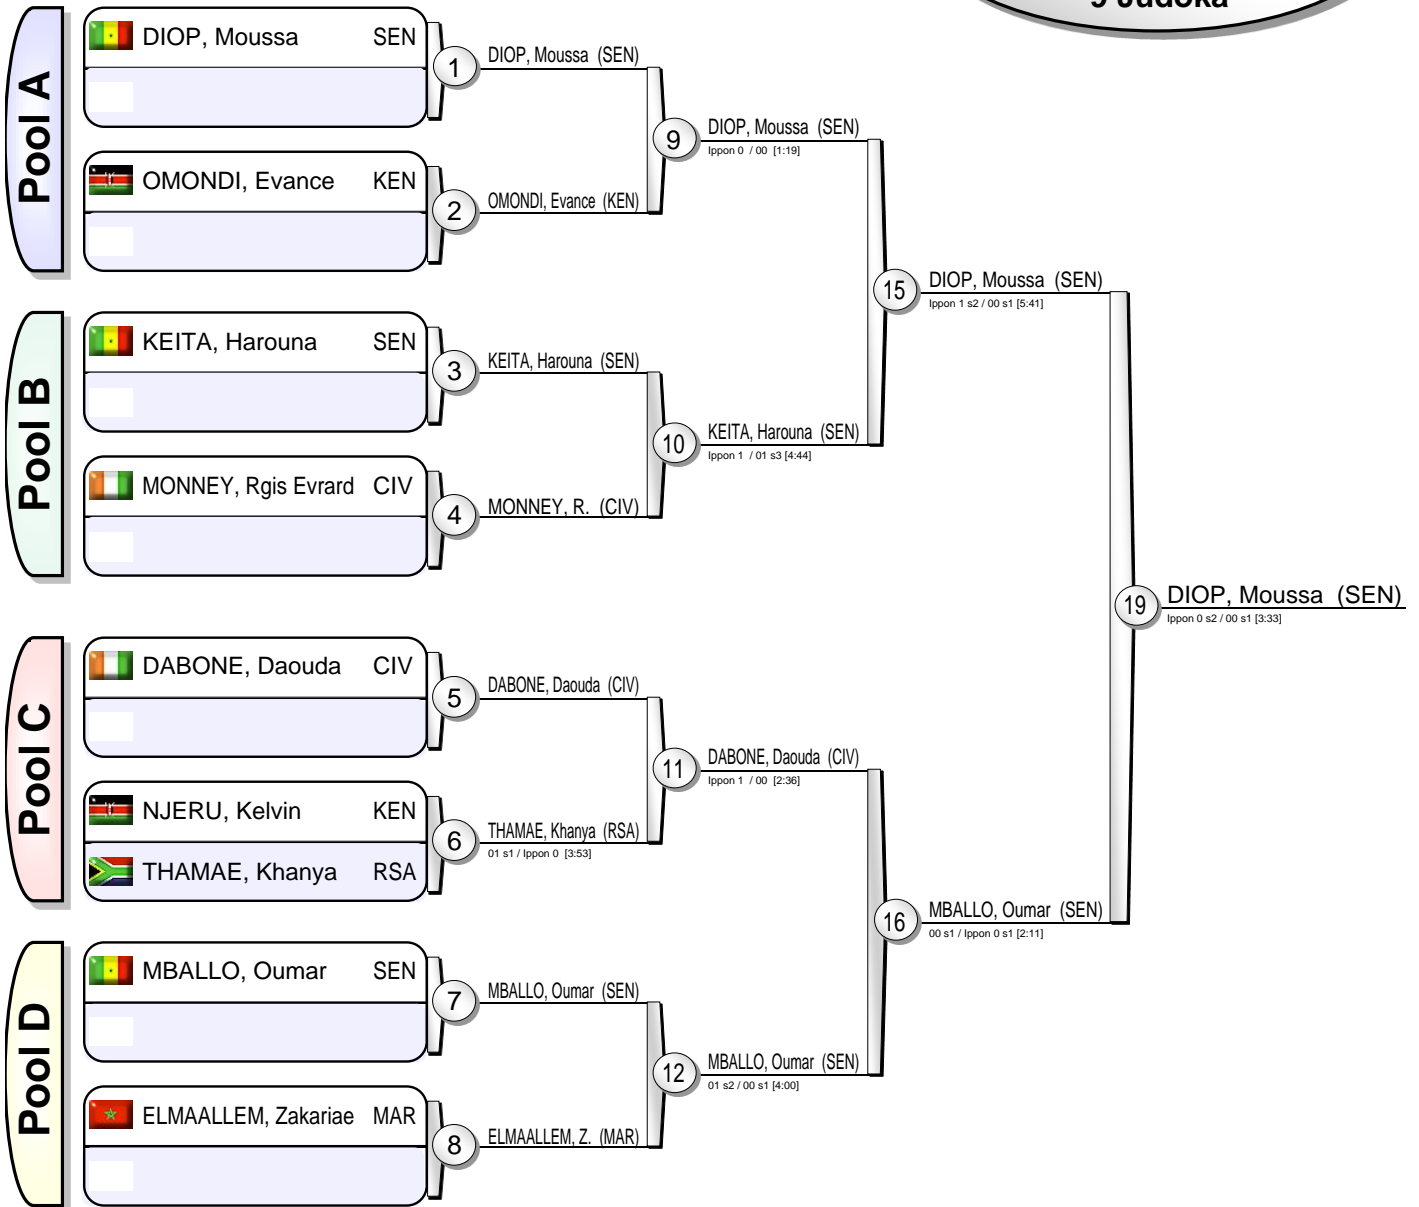 9 Judoka
Pool A
DIOP, Moussa SEN
OMONDI, Evance KEN
1
DIOP, Moussa (SEN)
2
OMONDI, Evance (KEN)
9
DIOP, Moussa (SEN)
Ippon 0 / 00 [1:19]
Pool B
KEITA, Harouna SEN
MONNEY, Rgis Evrard CIV
3
KEITA, Harouna (SEN)
4
MONNEY, R. (CIV)
10
KEITA, Harouna (SEN)
Ippon 1 / 01 s3 [4:44]
15
DIOP, Moussa (SEN)
Ippon 1 s2 / 00 s1 [5:41]
Pool C
DABONE, Daouda CIV
NJERU, Kelvin KEN
THAMAE, Khanya RSA
5
DABONE, Daouda (CIV)
6
THAMAE, Khanya (RSA)
01 s1 / Ippon 0 [3:53]
11
DABONE, Daouda (CIV)
Ippon 1 / 00 [2:36]
Pool D
MBALLO, Oumar SEN
ELMAALLEM, Zakariae MAR
7
MBALLO, Oumar (SEN)
8
ELMAALLEM, Z. (MAR)
12
MBALLO, Oumar (SEN)
01 s2 / 00 s1 [4:00]
16
MBALLO, Oumar (SEN)
00 s1 / Ippon 0 s1 [2:11]
19
DIOP, Moussa (SEN)
Ippon 0 s2 / 00 s1 [3:33]